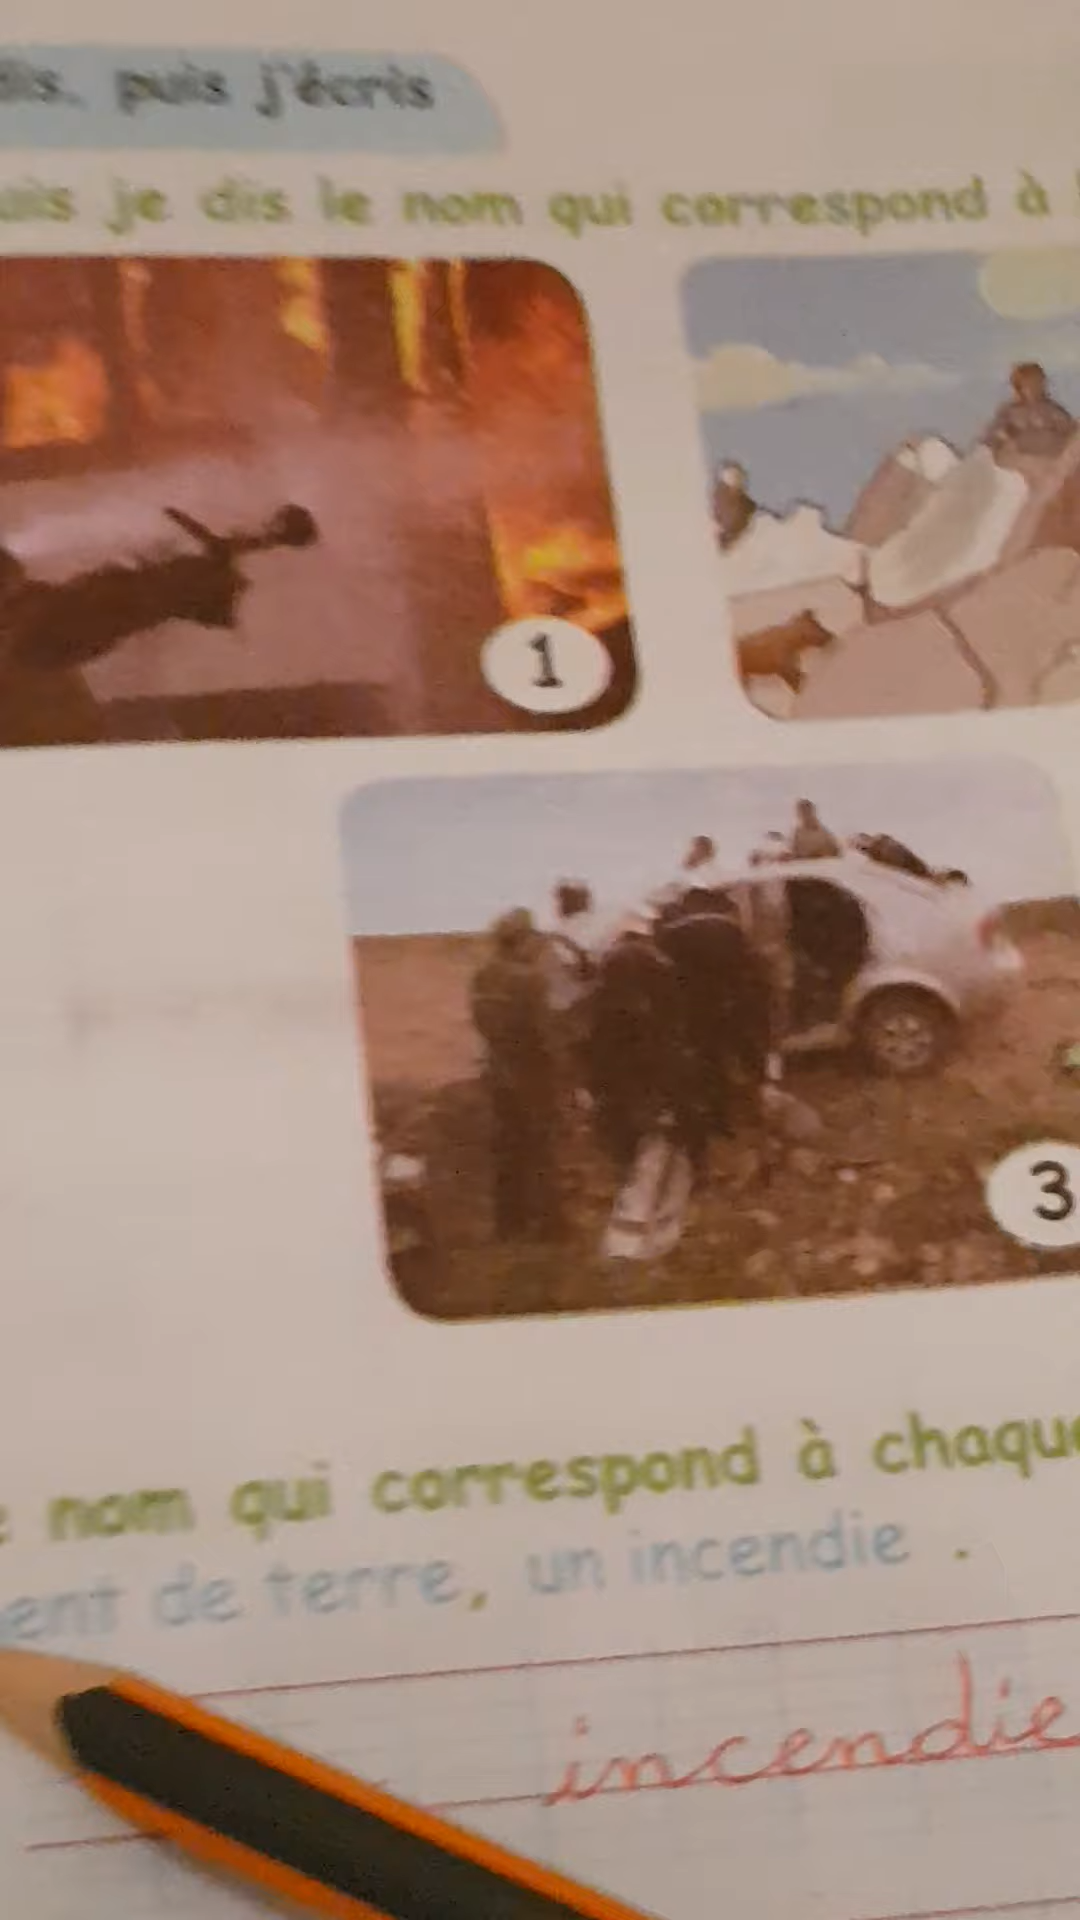 puis j'écris
je dis le nom qui correspond à
1
3
nom qui correspond à chaque
de terre, un incendie .
incendie